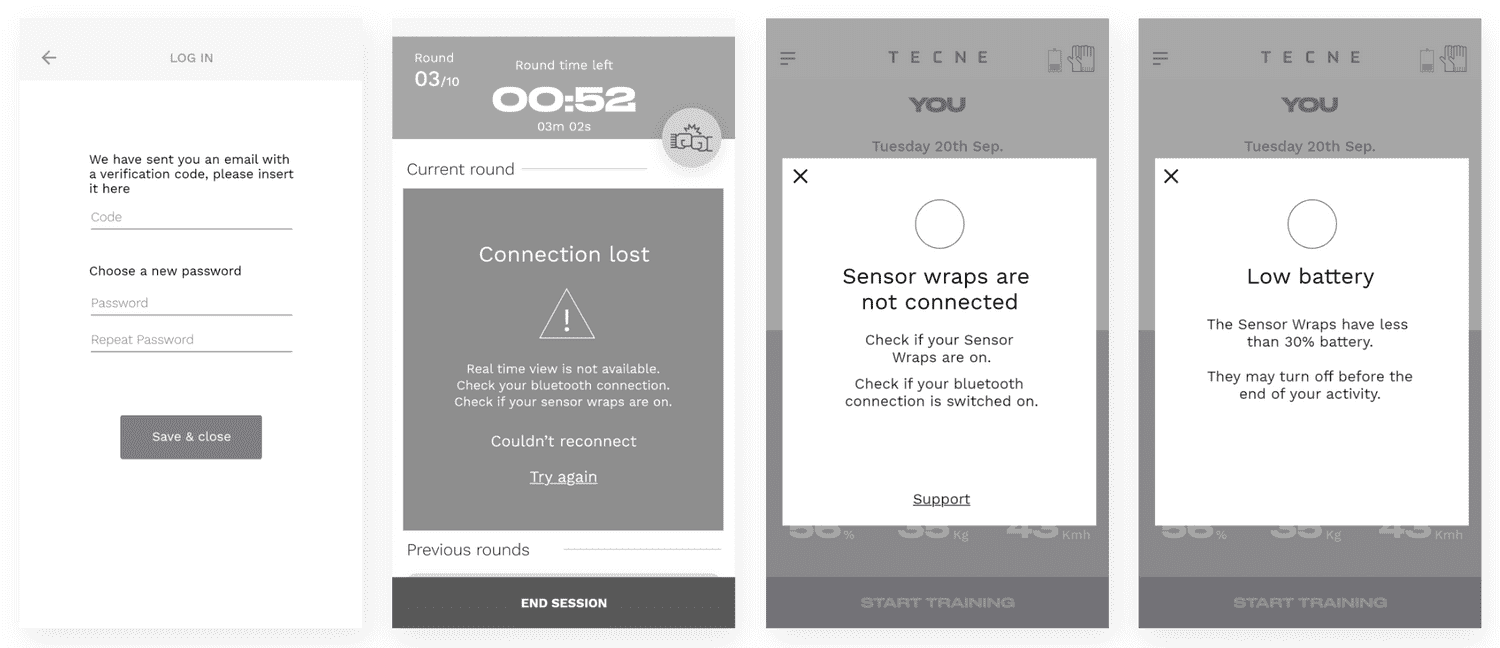 LOG IN
We have sent you an email with
a verification code, please insert
it here
Code
Choose a new password
Password
Repeat Password
Save & close
Round
03/10
Round time left
00:52
03m 02s
Current round
Connection lost
!
Real time view is not available.
Check your bluetooth connection.
Check if your sensor wraps are on.
Couldn't reconnect
Try again
Previous rounds
END SESSION
TECNE
YOU
Tuesday 20th Sep.
Sensor wraps are
not connected
Check if your Sensor
Wraps are on.
Check if your bluetooth
connection is switched on.
Support
56 % 35 Kg 43 Kmh
START TRAINING
TECNE
YOU
Tuesday 20th Sep.
Low battery
The Sensor Wraps have less
than 30% battery.
They may turn off before the
end of your activity.
56 % 35 Kg 43 Kmh
START TRAINING